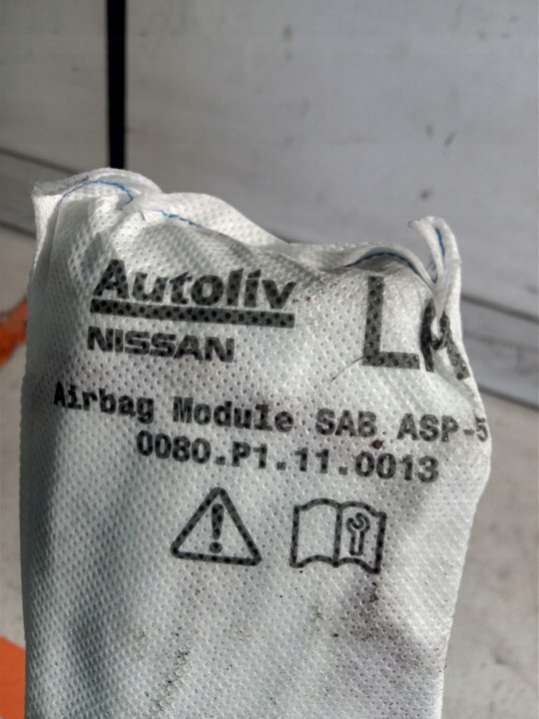 Autoliv
NISSAN
Airbag Module SAB ASP-5
0080.P1.11.0013